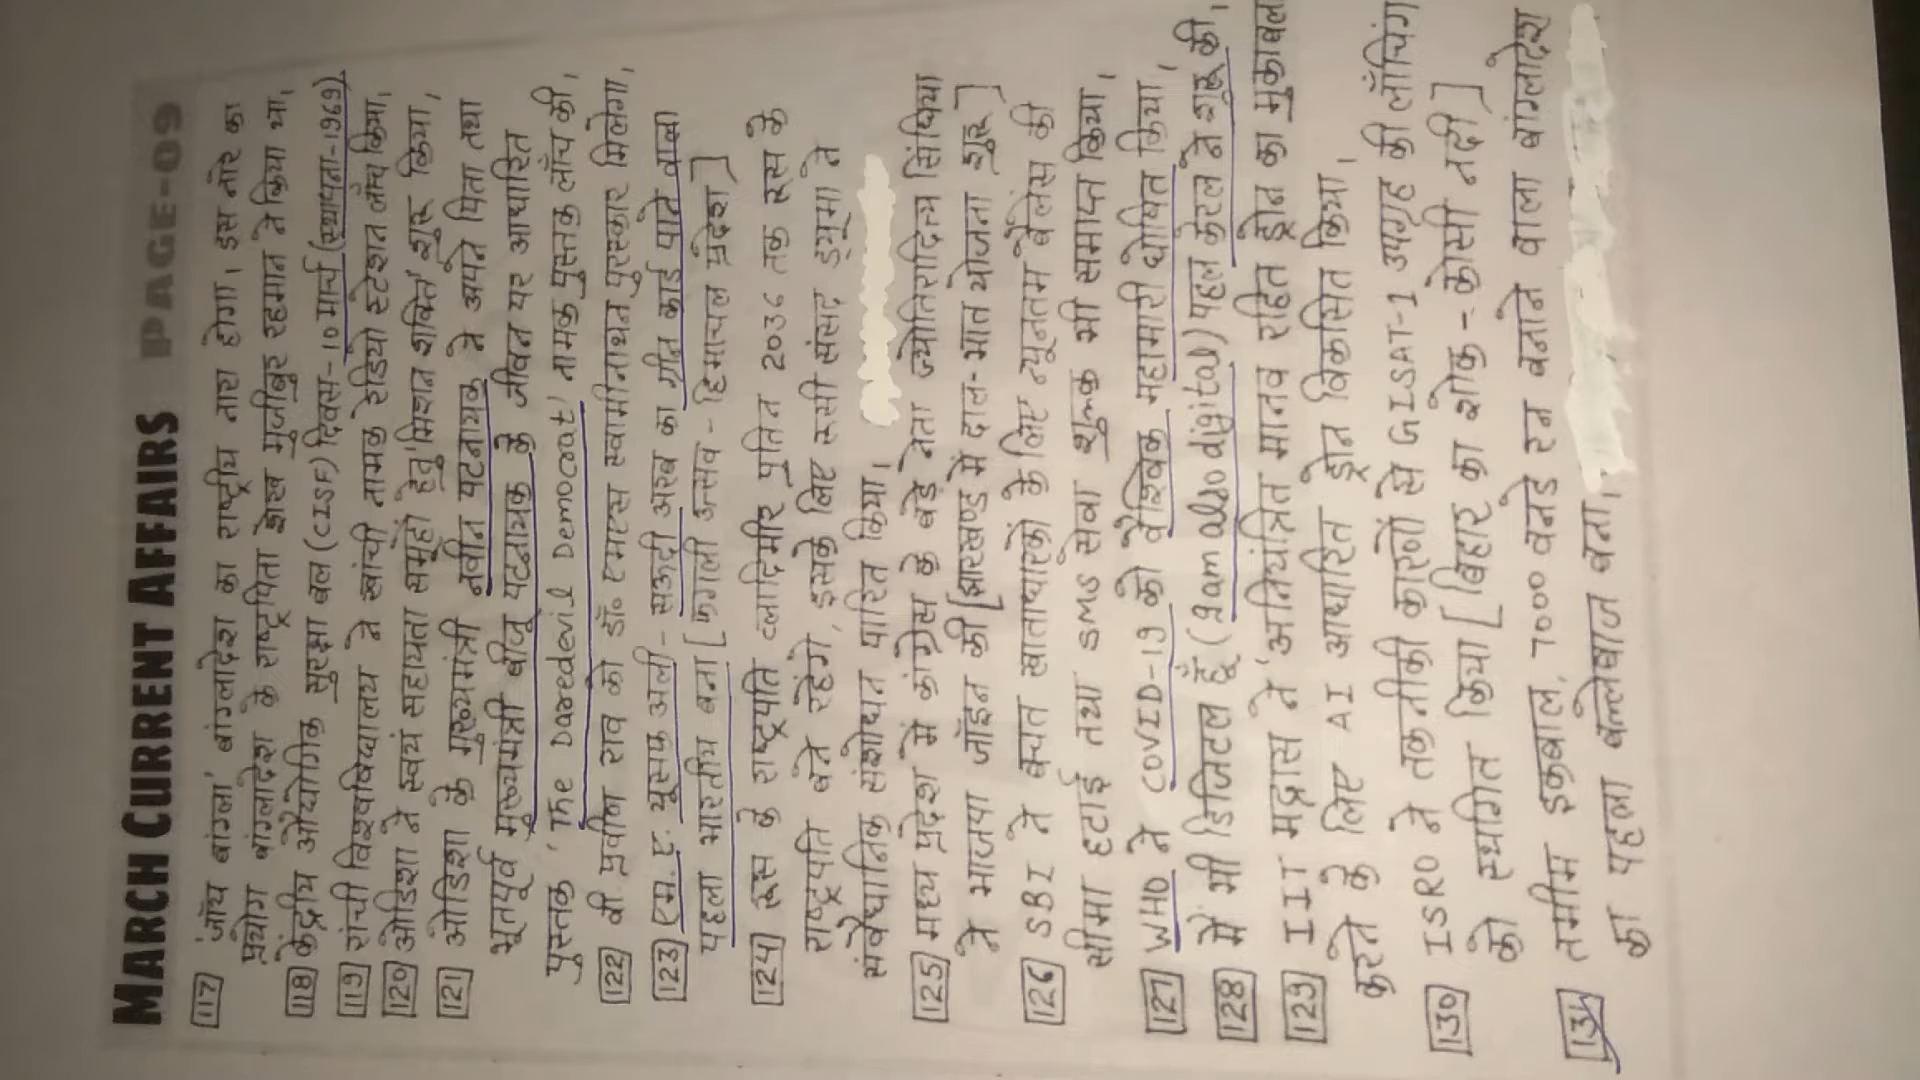 MARCH CURRENT AFFAIRS PAGE-09
117 'जॉय बांग्ला' बांग्लादेश का राष्ट्रीय नारा होगा। इस नारे का
प्रयोग बांग्लादेश के राष्ट्रपिता शेख मुजीबुर रहमान ने किया था,
118 केंद्रीय औद्योगिक सुरक्षा बल (CISF) दिवस- 10 मार्च (स्थापना-1969)
119 रांची विश्वविद्यालय ने खांची नामक रेडियो स्टेशन लॉच किया,
120 ओडिशा ने स्वयं सहायता समूहों हेतु 'मिशन शक्ति' शुरू किया,
121 ओडिशा के मुख्यमंत्री नवीन पटनायक ने अपने पिता तथा
भूतपूर्व मुख्यमंत्री बीजू पटनायक के जीवन पर आधारित
पुस्तक 'The Daredevil Democrat' नामक पुस्तक लॉच की,
122 वी प्रवीण राव को डॉ० एमएस स्वामीनाथन पुरस्कार मिलेगा,
123 एम. ए. यूसुफ अली - सऊदी अरब का ग्रीन कार्ड पाने वाला
पहला भारतीय बना [फागली उत्सव - हिमाचल प्रदेश]
124 रूस के राष्ट्रपति व्लादिमीर पुतिन 2036 तक रूस के
राष्ट्रपति बने रहेंगे, इसके लिए रूसी संसद ड्यूमा ने
संवैधानिक संशोधन पारित किया,
125 मध्य प्रदेश में कांग्रेस के बड़े नेता ज्योतिरादित्य सिंधिया
ने भाजपा जॉइन की [झारखण्ड में दाल-भात योजना शुरू]
126 SBI ने बचत खाताधारकों के लिए न्यूनतम बैलेंस की
सीमा हटाई तथा SMS सेवा शुल्क भी समाप्त किया,
127 WHO ने COVID-19 को वैश्विक महामारी घोषित किया,
128 मैं भी डिजिटल हूँ (I am also digital) पहल केरल ने शुरू की,
129 IIT मद्रास ने 'अनियंत्रित मानव रहित ड्रोन का मुकाबला
करने के लिए AI आधारित ड्रोन विकसित किया,
130 ISRO ने तकनीकी कारणों से GISAT-1 उपग्रह की लॉचिंग
को स्थगित किया [बिहार का शोक - कोसी नदी]
131 तमीम इकबाल, 7000 वनडे रन बनाने वाला बांग्लादेश
का पहला बल्लेबाज बना,